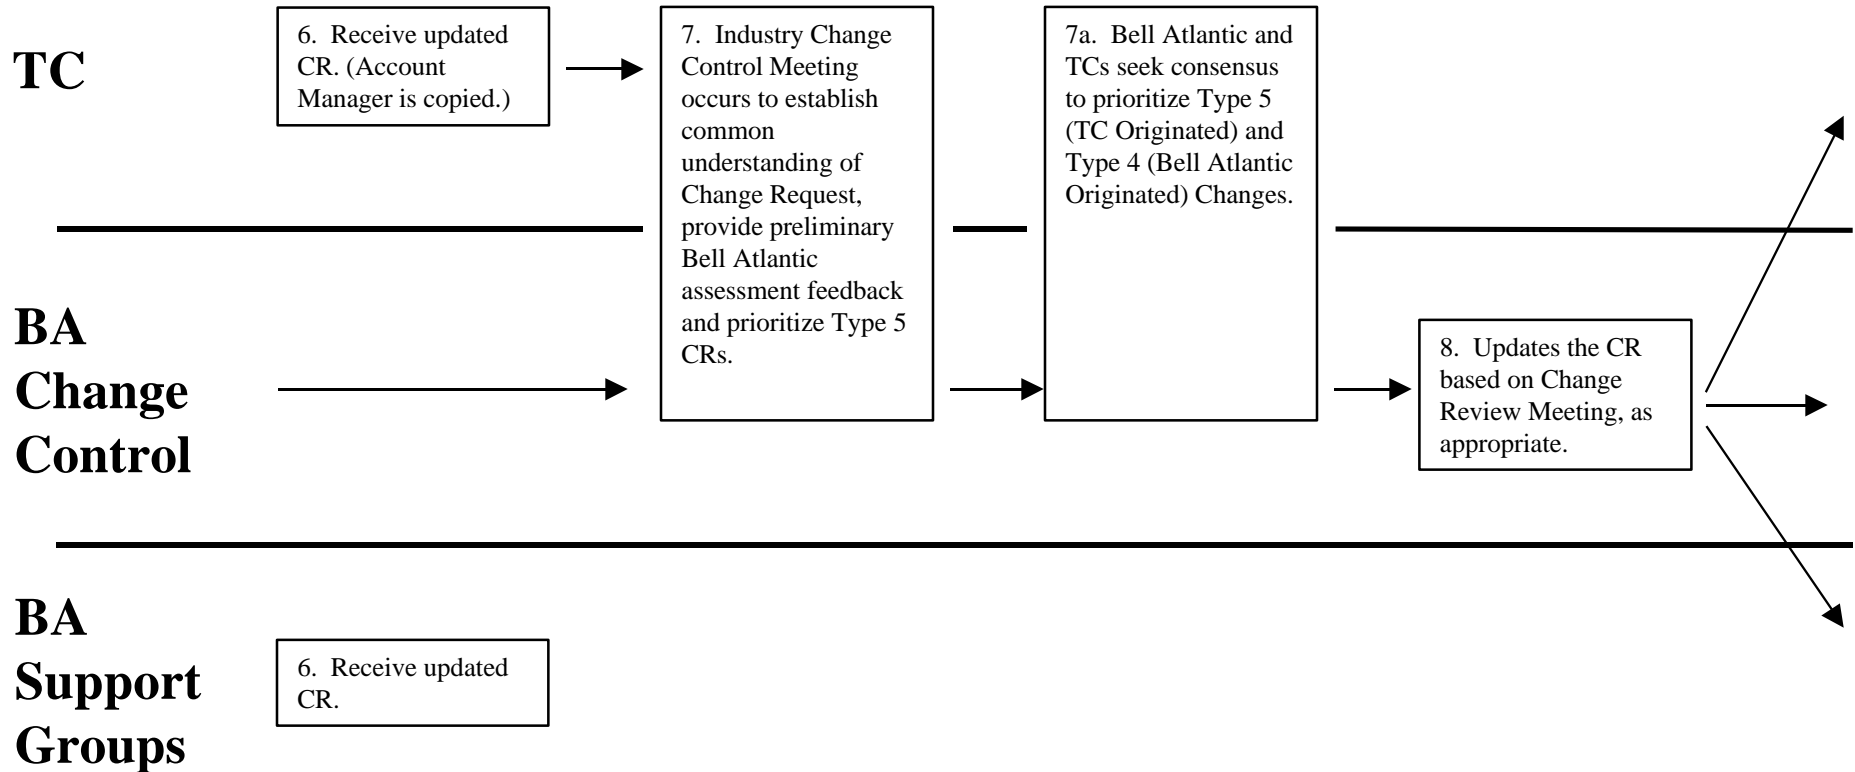 TC
6. Receive updated
CR. (Account
Manager is copied.)
7. Industry Change
Control Meeting
occurs to establish
common
understanding of
Change Request,
provide preliminary
Bell Atlantic
assessment feedback
and prioritize Type 5
CRs.
7a. Bell Atlantic and
TCs seek consensus
to prioritize Type 5
(TC Originated) and
Type 4 (Bell Atlantic
Originated) Changes.
BA
Change
Control
8. Updates the CR
based on Change
Review Meeting, as
appropriate.
BA
Support
Groups
6. Receive updated
CR.